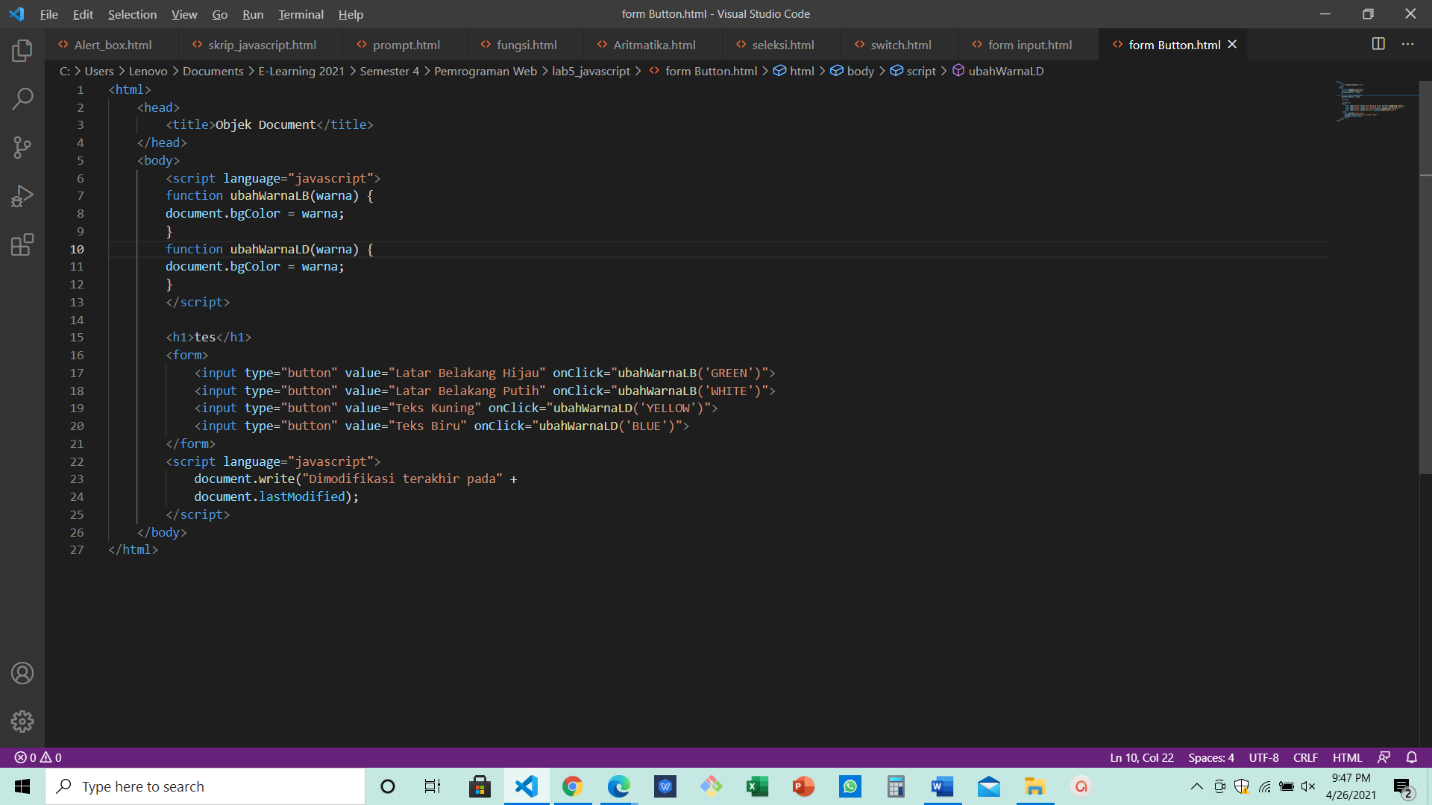 File Edit Selection View Go Run Terminal Help form Button.html - Visual Studio Code
Alert_box.html skrip_javascript.html prompt.html fungsi.html Aritmatika.html seleksi.html switch.html form input.html form Button.html
C: > Users > Lenovo > Documents > E-Learning 2021 > Semester 4 > Pemrograman Web > lab5_javascript > form Button.html > html > body > script > ubahWarnaLD
1 <html>
2 <head>
3 <title>Objek Document</title>
4 </head>
5 <body>
6 <script language="javascript">
7 function ubahWarnaLB(warna) {
8 document.bgColor = warna;
9 }
10 function ubahWarnaLD(warna) {
11 document.bgColor = warna;
12 }
13 </script>
14
15 <h1>tes</h1>
16 <form>
17 <input type="button" value="Latar Belakang Hijau" onClick="ubahWarnaLB('GREEN')">
18 <input type="button" value="Latar Belakang Putih" onClick="ubahWarnaLB('WHITE')">
19 <input type="button" value="Teks Kuning" onClick="ubahWarnaLD('YELLOW')">
20 <input type="button" value="Teks Biru" onClick="ubahWarnaLD('BLUE')">
21 </form>
22 <script language="javascript">
23 document.write("Dimodifikasi terakhir pada" +
24 document.lastModified);
25 </script>
26 </body>
27 </html>
0 0 Ln 10, Col 22 Spaces: 4 UTF-8 CRLF HTML
Type here to search
9:47 PM
4/26/2021
2